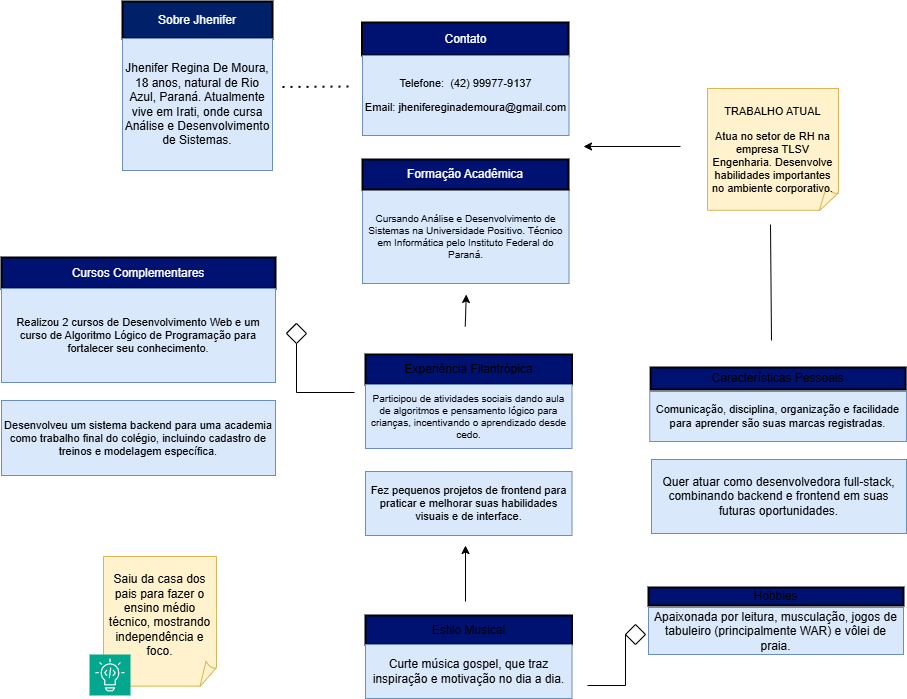 Sobre Jhenifer
Jhenifer Regina De Moura,
18 anos, natural de Rio
Azul, Paraná. Atualmente
vive em Irati, onde cursa
Análise e Desenvolvimento
de Sistemas.
Contato
Telefone:  (42) 99977-9137
Email: jhenifereginademoura@gmail.com
TRABALHO ATUAL
Atua no setor de RH na
empresa TLSV
Engenharia. Desenvolve
habilidades importantes
no ambiente corporativo.
Formação Acadêmica
Cursando Análise e Desenvolvimento de
Sistemas na Universidade Positivo. Técnico
em Informática pelo Instituto Federal do
Paraná.
Cursos Complementares
Realizou 2 cursos de Desenvolvimento Web e um
curso de Algoritmo Lógico de Programação para
fortalecer seu conhecimento.
Desenvolveu um sistema backend para uma academia
como trabalho final do colégio, incluindo cadastro de
treinos e modelagem específica.
Experiência Filantrópica
Participou de atividades sociais dando aula
de algoritmos e pensamento lógico para
crianças, incentivando o aprendizado desde
cedo.
Fez pequenos projetos de frontend para
praticar e melhorar suas habilidades
visuais e de interface.
Características Pessoais
Comunicação, disciplina, organização e facilidade
para aprender são suas marcas registradas.
Quer atuar como desenvolvedora full-stack,
combinando backend e frontend em suas
futuras oportunidades.
Saiu da casa dos
pais para fazer o
ensino médio
técnico, mostrando
independência e
foco.
Estilo Musical
Curte música gospel, que traz
inspiração e motivação no dia a dia.
Hobbies
Apaixonada por leitura, musculação, jogos de
tabuleiro (principalmente WAR) e vôlei de
praia.